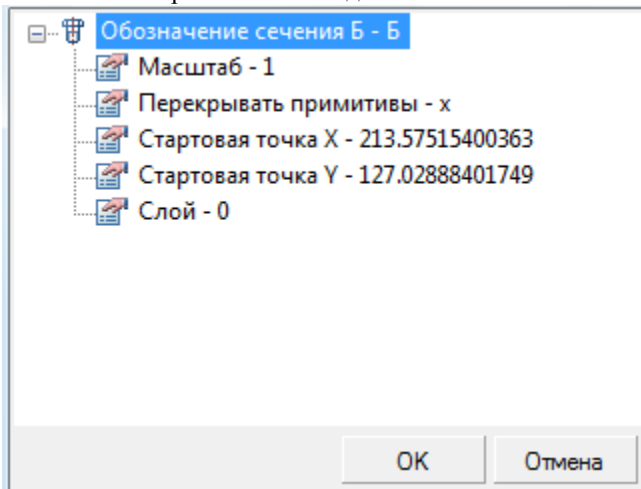 Обозначение сечения Б - Б
Масштаб - 1
Перекрывать примитивы - x
Стартовая точка X - 213.57515400363
Стартовая точка Y - 127.02888401749
Слой - 0
OK Отмена